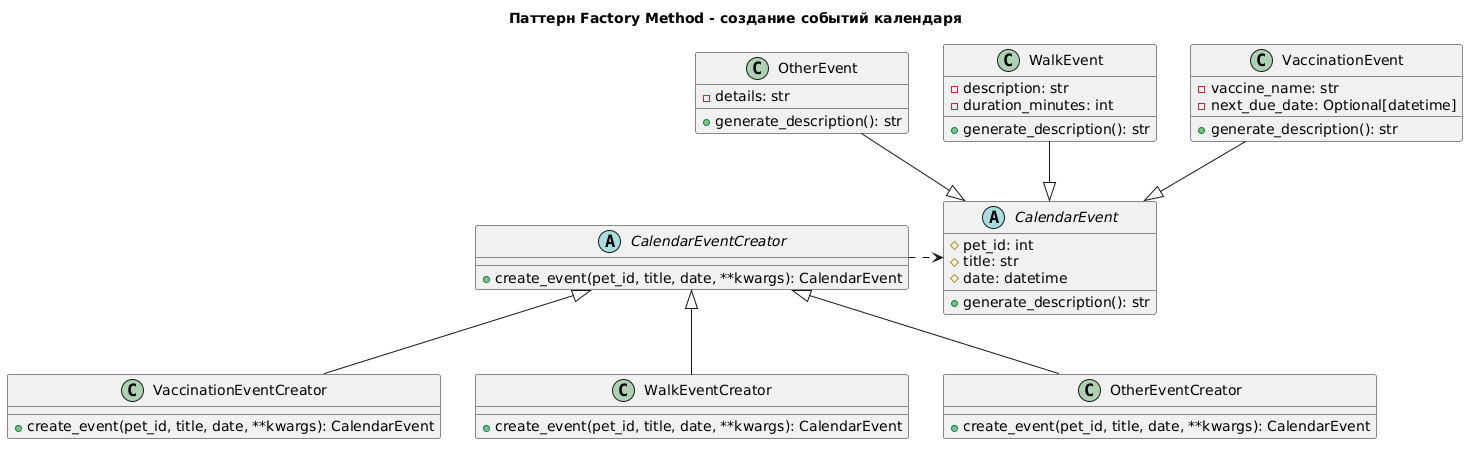 Паттерн Factory Method - создание событий календаря
C OtherEvent
details: str
generate_description(): str
C WalkEvent
description: str
duration_minutes: int
generate_description(): str
C VaccinationEvent
vaccine_name: str
next_due_date: Optional[datetime]
generate_description(): str
A CalendarEventCreator
create_event(pet_id, title, date, **kwargs): CalendarEvent
A CalendarEvent
pet_id: int
title: str
date: datetime
generate_description(): str
C VaccinationEventCreator
create_event(pet_id, title, date, **kwargs): CalendarEvent
C WalkEventCreator
create_event(pet_id, title, date, **kwargs): CalendarEvent
C OtherEventCreator
create_event(pet_id, title, date, **kwargs): CalendarEvent